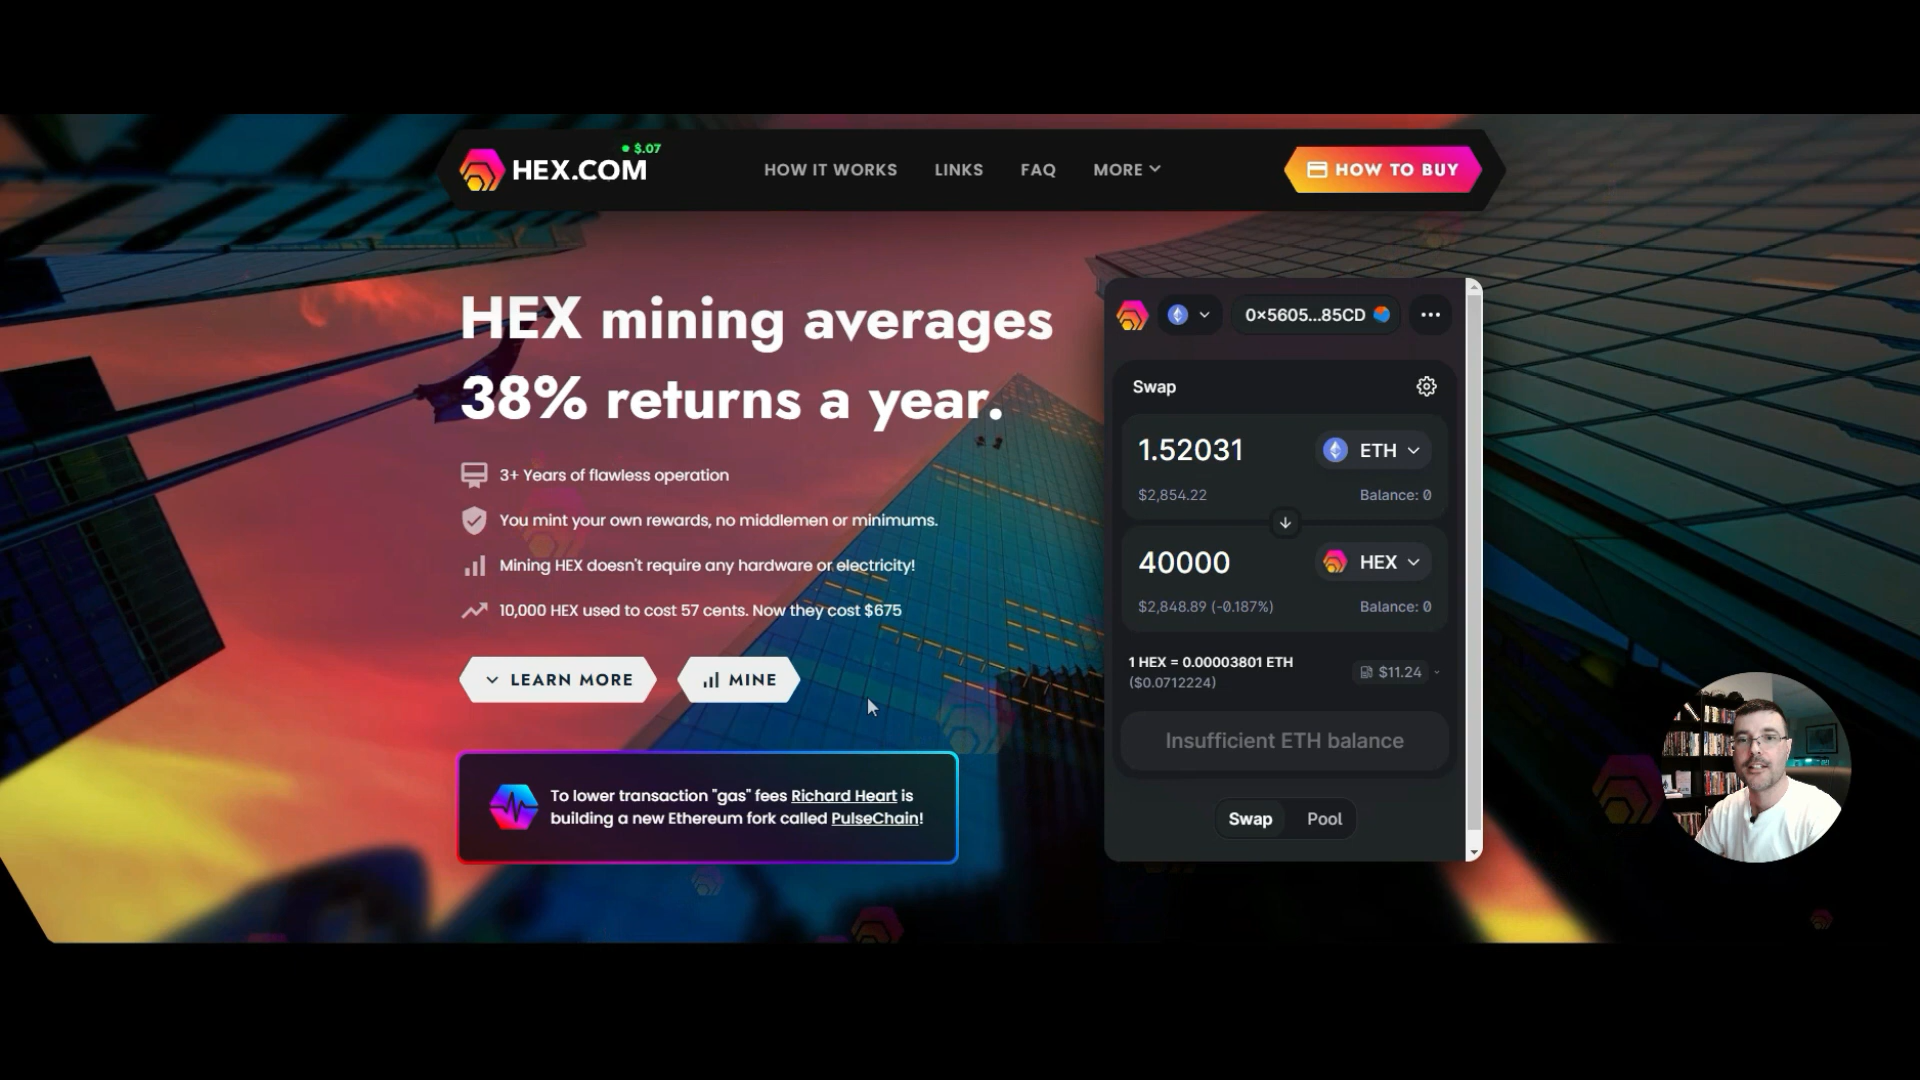 $.07
HEX.COM
HOW IT WORKS
LINKS
FAQ
MORE
HOW TO BUY
HEX mining averages
38% returns a year.
3+ Years of flawless operation
You mint your own rewards, no middlemen or minimums.
Mining HEX doesn't require any hardware or electricity!
10,000 HEX used to cost 57 cents. Now they cost $675
LEARN MORE
MINE
To lower transaction "gas" fees Richard Heart is
building a new Ethereum fork called PulseChain!
0x5605...85CD
Swap
1.52031
ETH
$2,854.22
Balance: 0
40000
HEX
$2,848.89 (-0.187%)
Balance: 0
1 HEX = 0.00003801 ETH
($0.0712224)
$11.24
Insufficient ETH balance
Swap
Pool